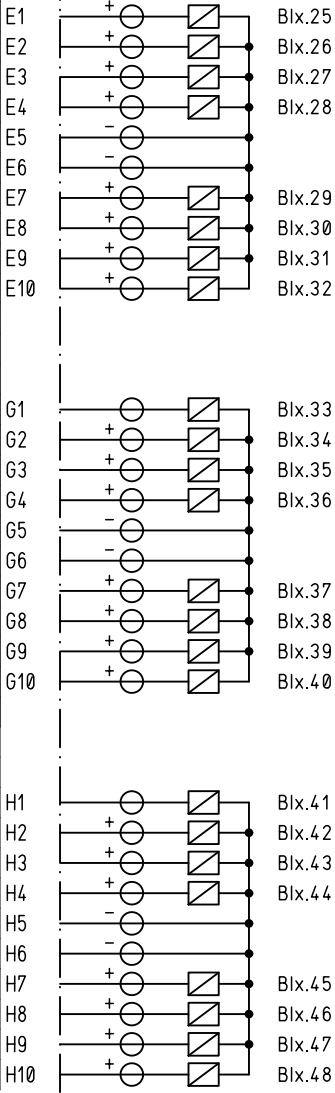 E1 + BIx.25
E2 + BIx.26
E3 + BIx.27
E4 + BIx.28
E5 −
E6 −
E7 + BIx.29
E8 + BIx.30
E9 + BIx.31
E10 + BIx.32
G1 BIx.33
G2 + BIx.34
G3 + BIx.35
G4 + BIx.36
G5 −
G6 −
G7 + BIx.37
G8 + BIx.38
G9 + BIx.39
G10 + BIx.40
H1 BIx.41
H2 + BIx.42
H3 + BIx.43
H4 + BIx.44
H5 −
H6 −
H7 + BIx.45
H8 + BIx.46
H9 + BIx.47
H10 + BIx.48